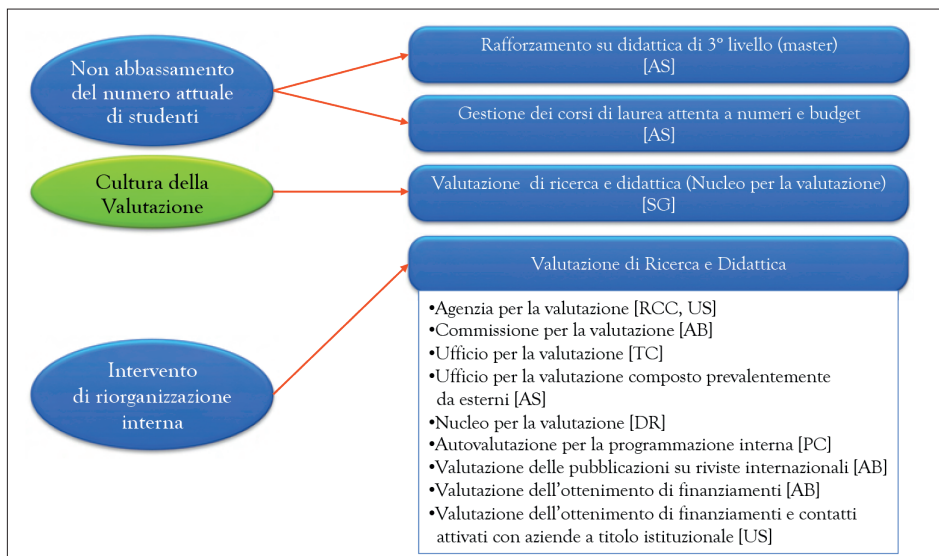 Non abbassamento
del numero attuale
di studenti
Rafforzamento su didattica di 3° livello (master)
[AS]
Gestione dei corsi di laurea attenta a numeri e budget
[AS]
Cultura della
Valutazione
Valutazione di ricerca e didattica (Nucleo per la valutazione)
[SG]
Intervento
di riorganizzazione
interna
Valutazione di Ricerca e Didattica
•Agenzia per la valutazione [RCC, US]
•Commissione per la valutazione [AB]
•Ufficio per la valutazione [TC]
•Ufficio per la valutazione composto prevalentemente
da esterni [AS]
•Nucleo per la valutazione [DR]
•Autovalutazione per la programmazione interna [PC]
•Valutazione delle pubblicazioni su riviste internazionali [AB]
•Valutazione dell'ottenimento di finanziamenti [AB]
•Valutazione dell'ottenimento di finanziamenti e contatti
attivati con aziende a titolo istituzionale [US]